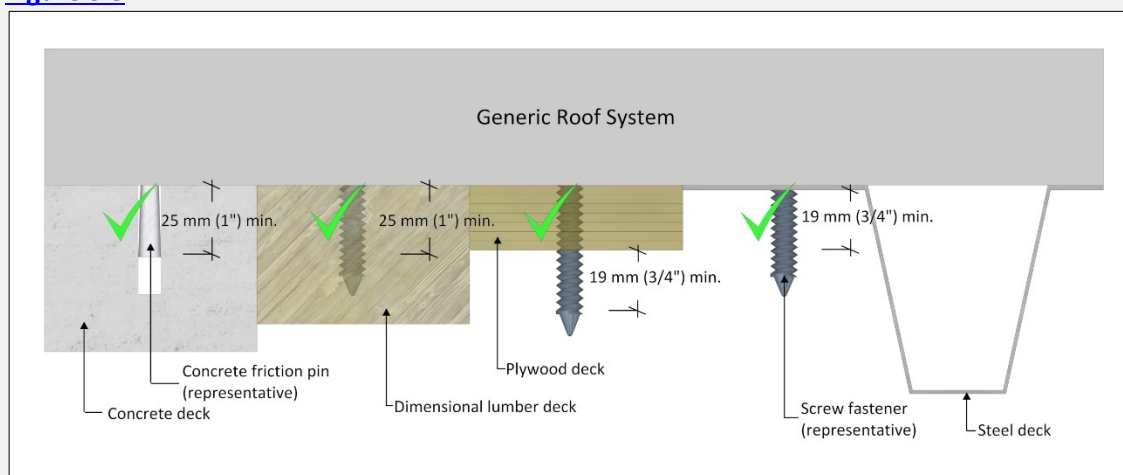 Generic Roof System
25 mm (1") min.
25 mm (1") min.
19 mm (3/4") min.
19 mm (3/4") min.
Concrete friction pin
(representative)
Concrete deck
Dimensional lumber deck
Plywood deck
Screw fastener
(representative)
Steel deck